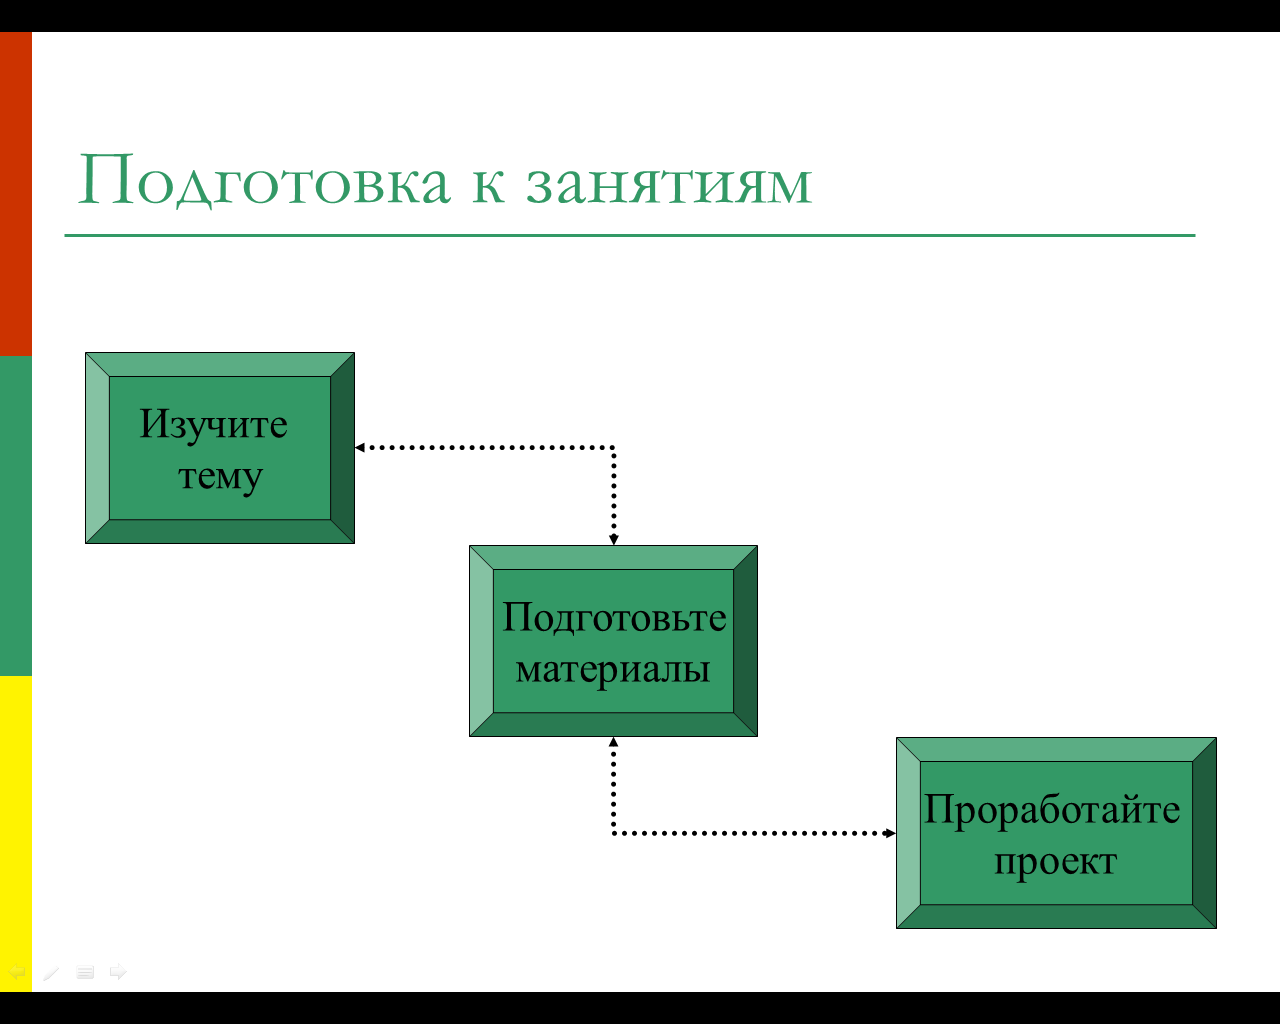 Подготовка к занятиям
Изучите
тему
Подготовьте
материалы
Проработайте
проект